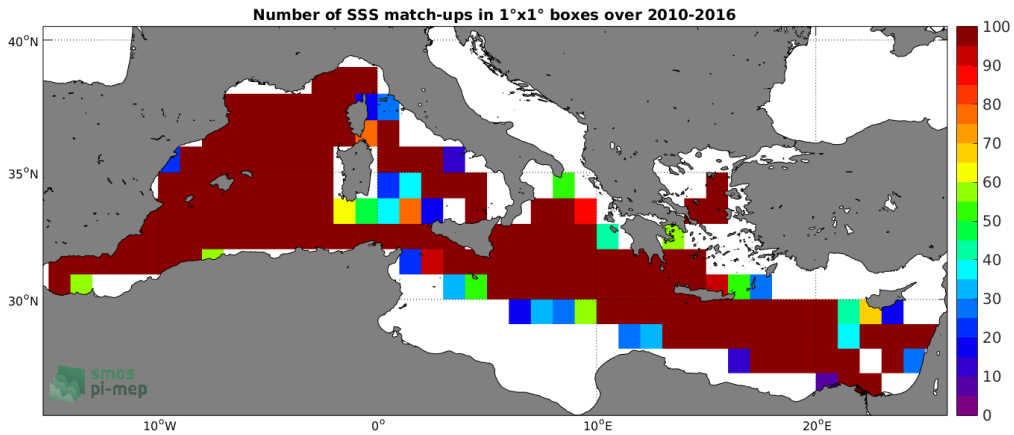 Number of SSS match-ups in 1°x1° boxes over 2010-2016
40°N
35°N
30°N
10°W
0°
10°E
20°E
100
90
80
70
60
50
40
30
20
10
0
smos
pi-mep